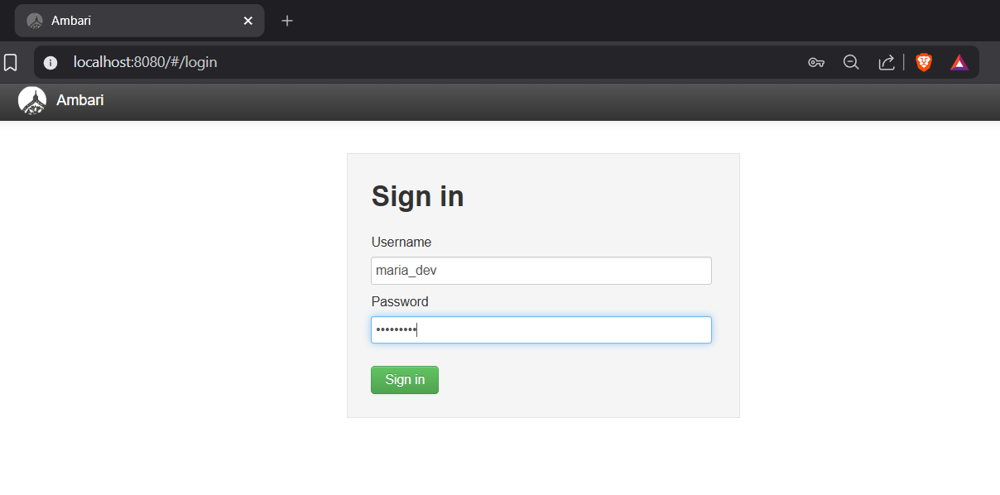 Ambari
localhost:8080/#/login
Ambari
Sign in
Username
maria_dev
Password
•••••••••
Sign in